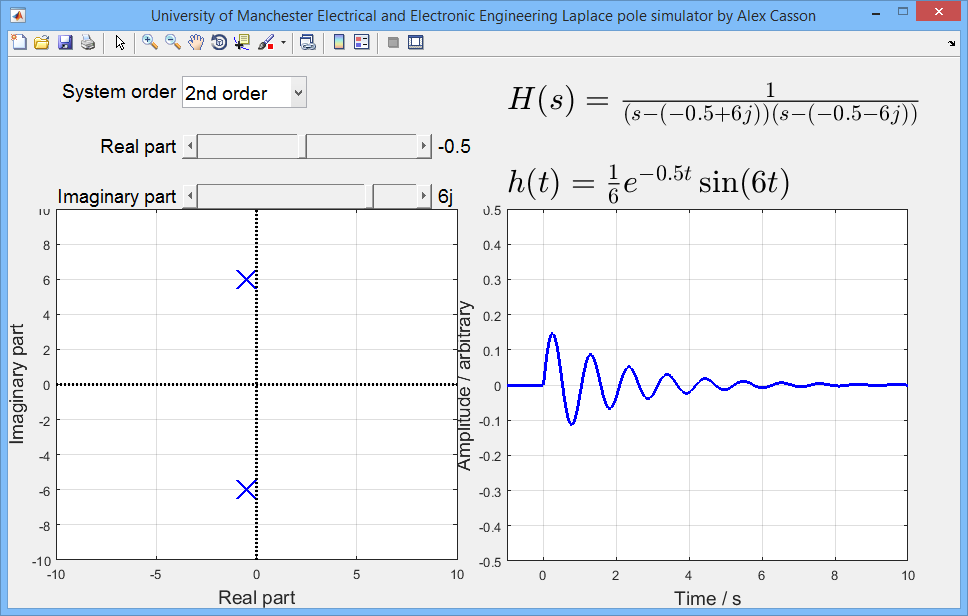 University of Manchester Electrical and Electronic Engineering Laplace pole simulator by Alex Casson
System order 2nd order
Real part -0.5
Imaginary part 6j
H(s) = 1/((s−(−0.5+6j))(s−(−0.5−6j)))
h(t) = 1/6 e^{−0.5t} sin(6t)
10
8
6
4
2
0
-2
-4
-6
-8
-10
-10 -5 0 5 10
Imaginary part
Real part
0.5
0.4
0.3
0.2
0.1
0
-0.1
-0.2
-0.3
-0.4
-0.5
0 2 4 6 8 10
Amplitude / arbitrary
Time / s